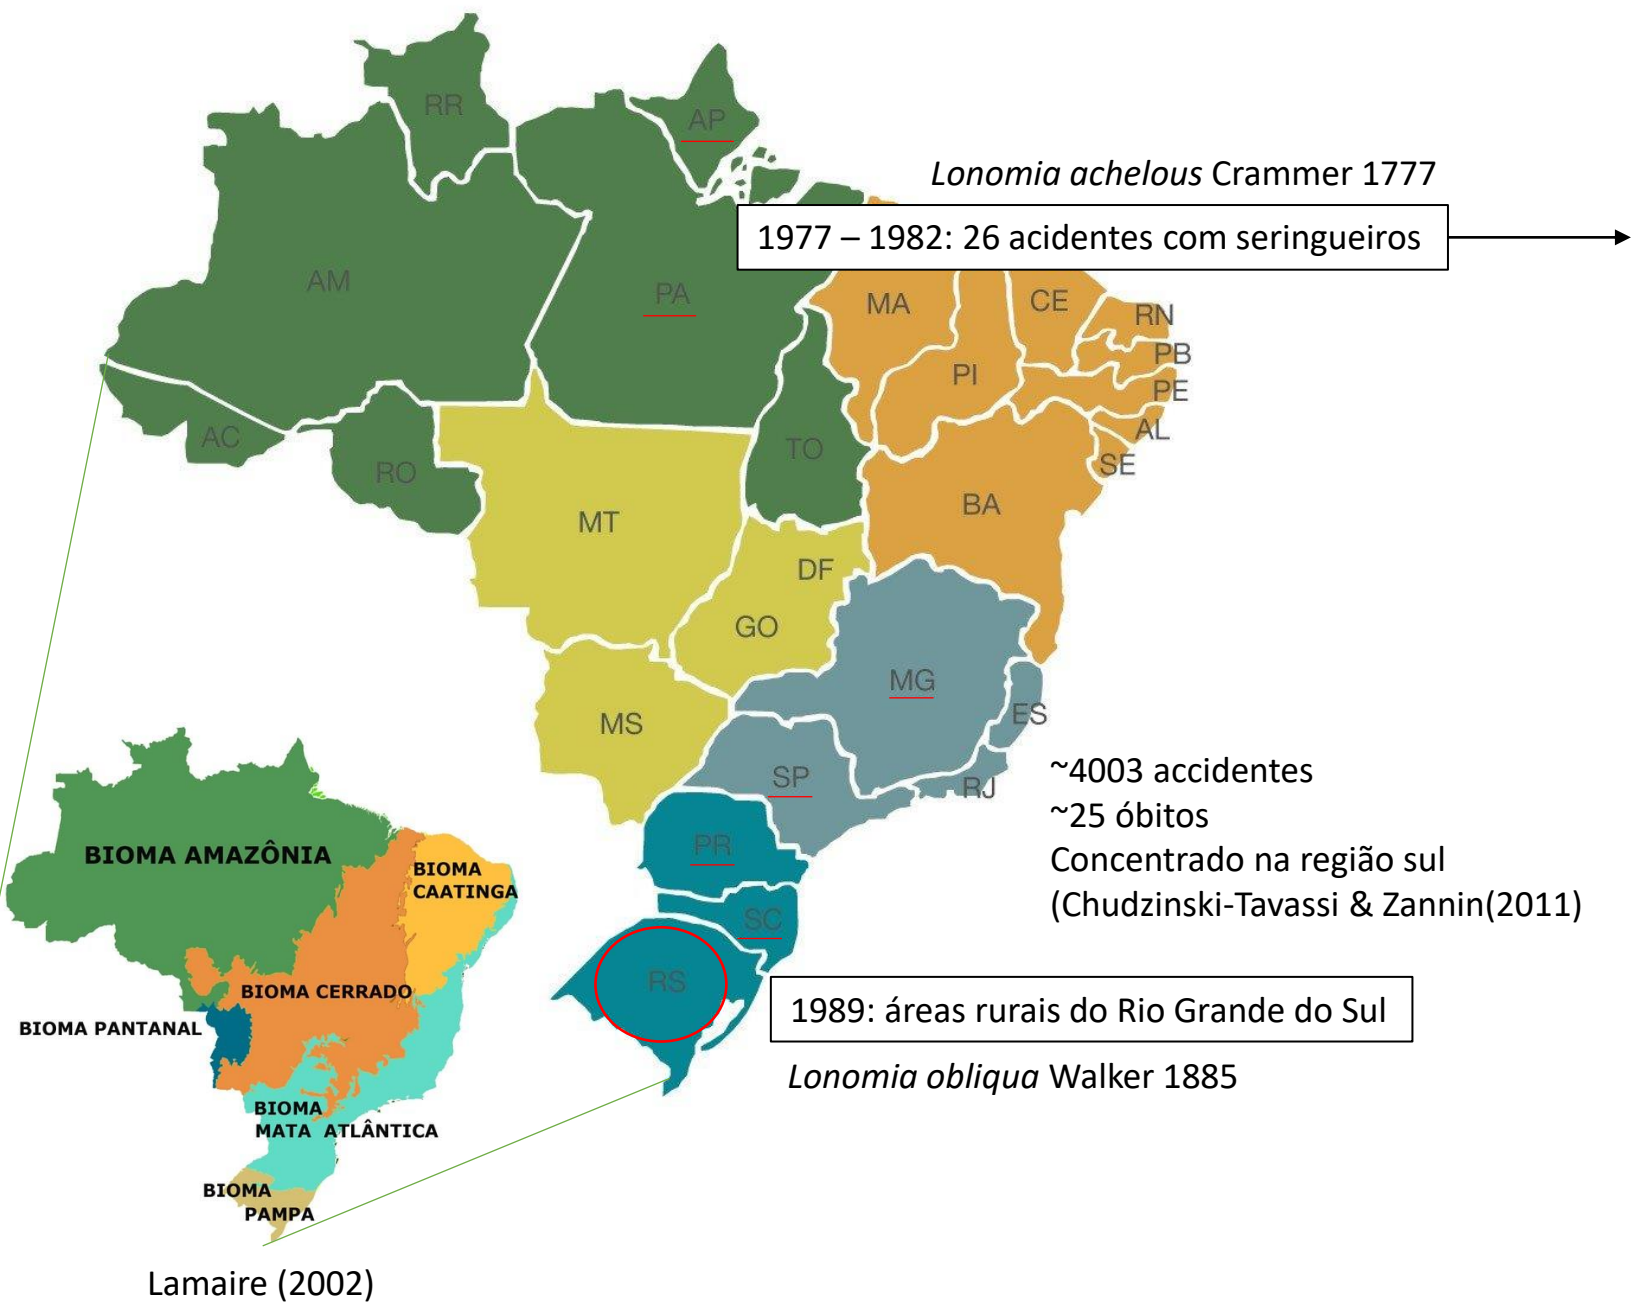 RR
AP
Lonomia achelous Crammer 1777
1977 – 1982: 26 acidentes com seringueiros
AM
PA
MA
CE
RN
PB
PI
PE
AC
TO
AL
RO
SE
BA
MT
DF
GO
MG
MS
ES
SP
RJ
~4003 accidentes
~25 óbitos
Concentrado na região sul
(Chudzinski-Tavassi & Zannin(2011)
PR
SC
RS
1989: áreas rurais do Rio Grande do Sul
Lonomia obliqua Walker 1885
BIOMA AMAZÔNIA
BIOMA
CAATINGA
BIOMA CERRADO
BIOMA PANTANAL
BIOMA
MATA ATLÂNTICA
BIOMA
PAMPA
Lamaire (2002)